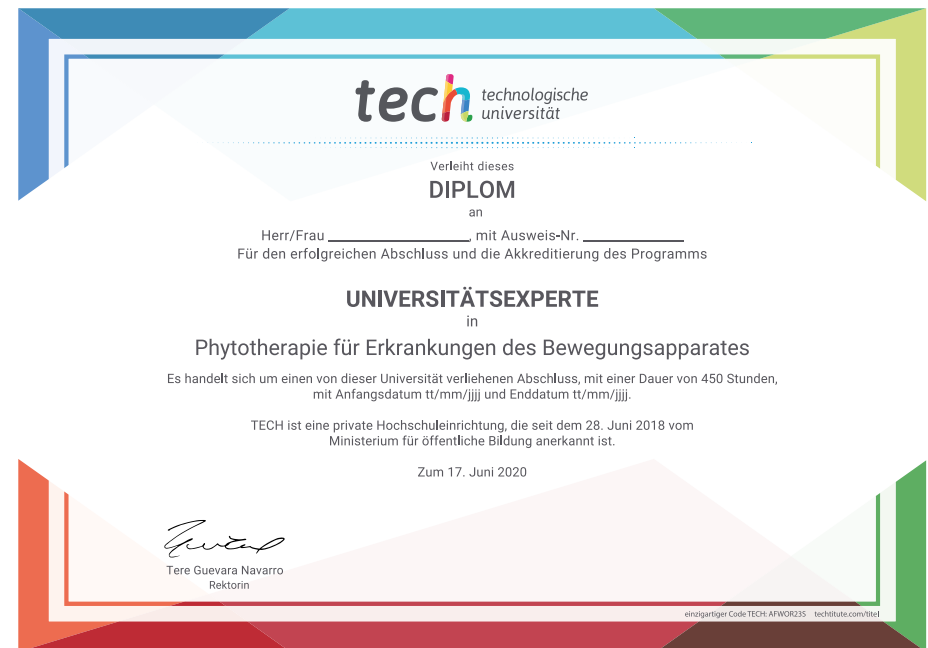 tech technologische
universität
Verleiht dieses
DIPLOM
an
Herr/Frau ____________________, mit Ausweis-Nr. ______________
Für den erfolgreichen Abschluss und die Akkreditierung des Programms
UNIVERSITÄTSEXPERTE
in
Phytotherapie für Erkrankungen des Bewegungsapparates
Es handelt sich um einen von dieser Universität verliehenen Abschluss, mit einer Dauer von 450 Stunden,
mit Anfangsdatum tt/mm/jjjj und Enddatum tt/mm/jjjj.
TECH ist eine private Hochschuleinrichtung, die seit dem 28. Juni 2018 vom
Ministerium für öffentliche Bildung anerkannt ist.
Zum 17. Juni 2020
Tere Guevara Navarro
Rektorin
einzigartiger Code TECH: AFWOR235 techtitute.com/titel